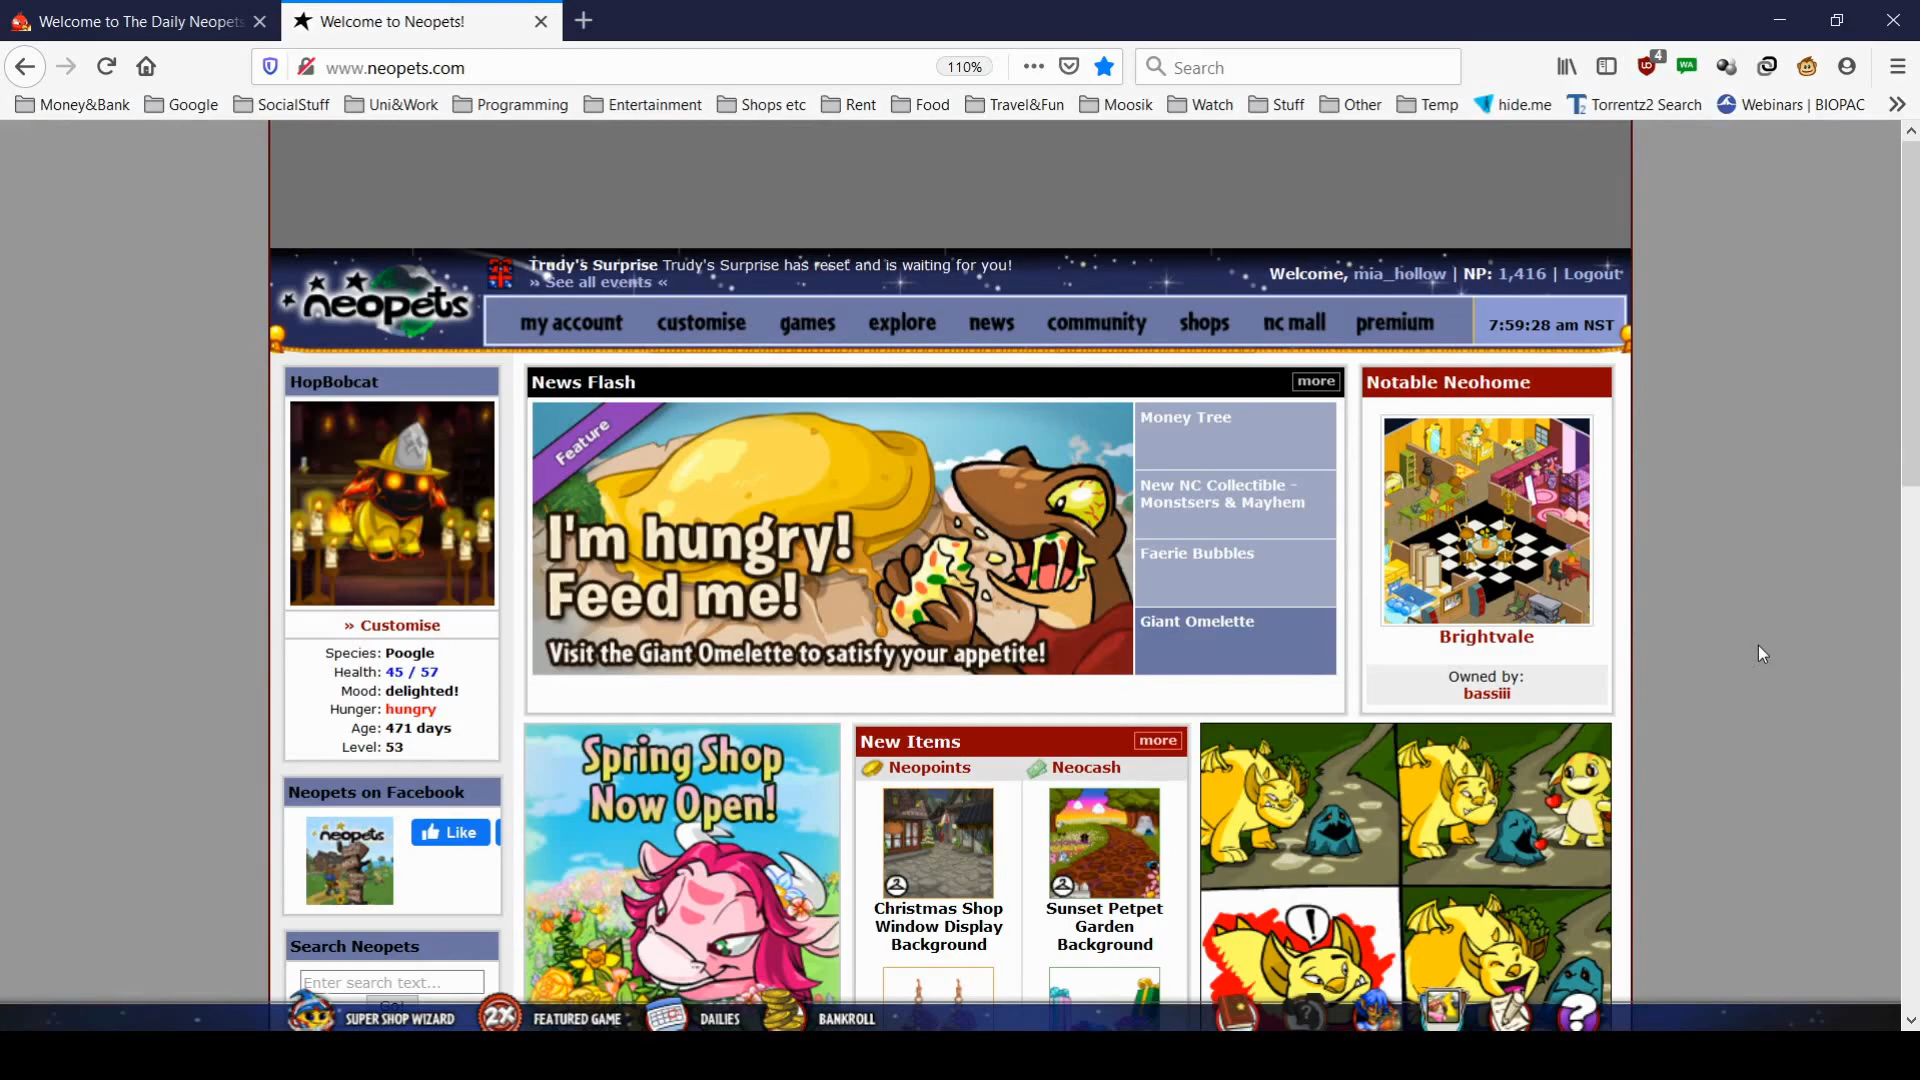 Welcome to The Daily Neopets
Welcome to Neopets!
www.neopets.com
110%
Search
4
Money&Bank
Google
SocialStuff
Uni&Work
Programming
Entertainment
Shops etc
Rent
Food
Travel&Fun
Moosik
Watch
Stuff
Other
Temp
hide.me
Torrentz2 Search
Webinars | BIOPAC
neopets
Trudy's Surprise Trudy's Surprise has reset and is waiting for you!
» See all events «
Welcome, mia_hollow | NP: 1,416 | Logout
my account
customise
games
explore
news
community
shops
nc mall
premium
7:59:28 am NST
HopBobcat
» Customise
Species: Poogle
Health: 45 / 57
Mood: delighted!
Hunger: hungry
Age: 471 days
Level: 53
Neopets on Facebook
neopets
Like
Search Neopets
Enter search text...
Go!
News Flash
more
Feature
I'm hungry!
Feed me!
Visit the Giant Omelette to satisfy your appetite!
Money Tree
New NC Collectible -
Monstsers & Mayhem
Faerie Bubbles
Giant Omelette
Notable Neohome
Brightvale
Owned by:
bassiii
Spring Shop
Now Open!
New Items
more
Neopoints
Neocash
Christmas Shop
Window Display
Background
Sunset Petpet
Garden
Background
!
SUPER SHOP WIZARD
2X
FEATURED GAME
DAILIES
BANKROLL
?